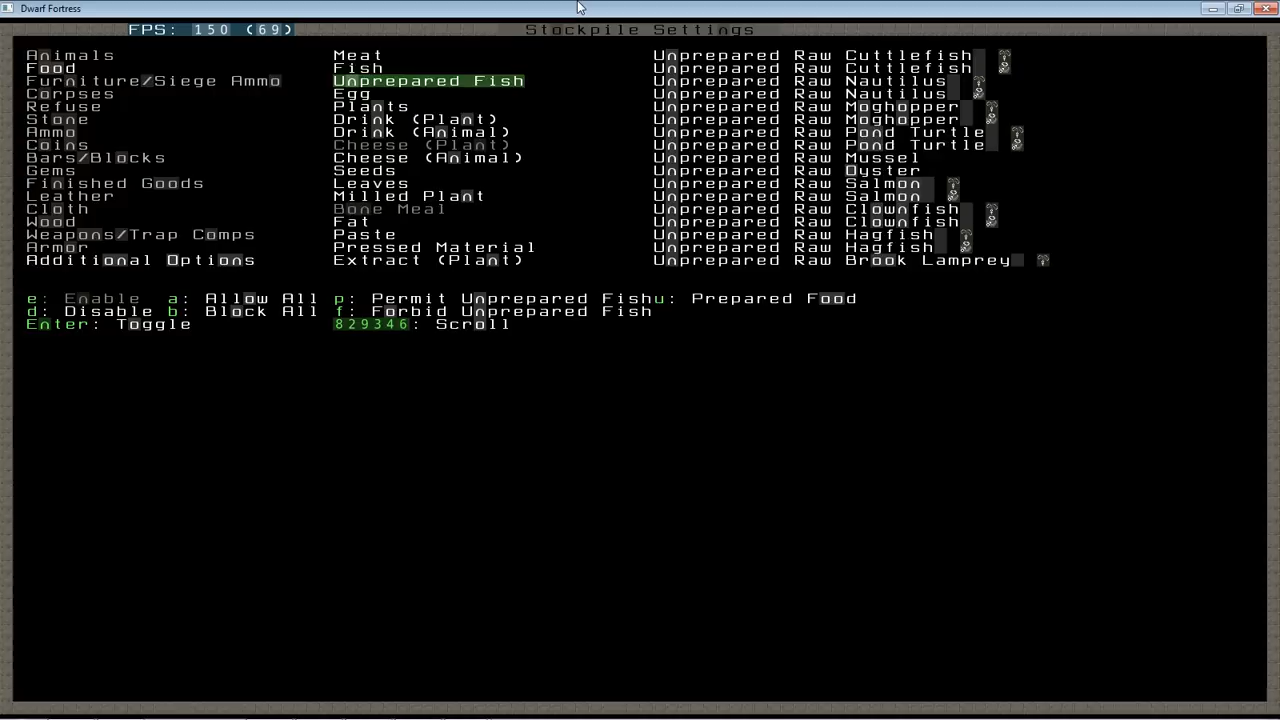 Dwarf Fortress
FPS: 150 (69) Stockpile Settings
Animals Meat Unprepared Raw Cuttlefish
Food Fish Unprepared Raw Cuttlefish
Furniture/Siege Ammo Unprepared Fish Unprepared Raw Nautilus
Corpses Egg Unprepared Raw Nautilus
Refuse Plants Unprepared Raw Moghopper
Stone Drink (Plant) Unprepared Raw Moghopper
Ammo Drink (Animal) Unprepared Raw Pond Turtle
Coins Cheese (Plant) Unprepared Raw Pond Turtle
Bars/Blocks Cheese (Animal) Unprepared Raw Mussel
Gems Seeds Unprepared Raw Oyster
Finished Goods Leaves Unprepared Raw Salmon
Leather Milled Plant Unprepared Raw Salmon
Cloth Bone Meal Unprepared Raw Clownfish
Wood Fat Unprepared Raw Clownfish
Weapons/Trap Comps Paste Unprepared Raw Hagfish
Armor Pressed Material Unprepared Raw Hagfish
Additional Options Extract (Plant) Unprepared Raw Brook Lamprey
e: Enable a: Allow All p: Permit Unprepared Fishu: Prepared Food
d: Disable b: Block All f: Forbid Unprepared Fish
Enter: Toggle 829346: Scroll